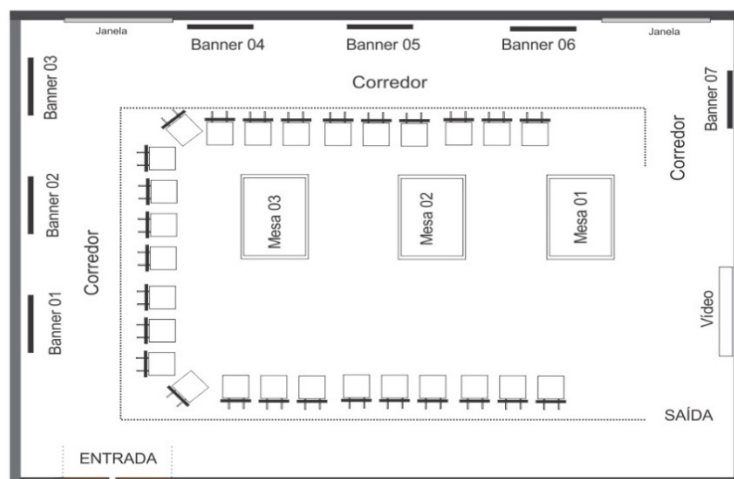 Janela
Janela
Banner 04
Banner 05
Banner 06
Banner 03
Banner 07
Corredor
Corredor
Banner 02
Mesa 03
Mesa 02
Mesa 01
Corredor
Banner 01
Vídeo
SAÍDA
ENTRADA